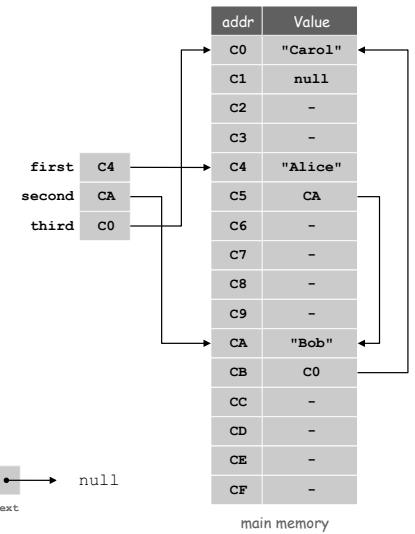 addr Value
C0 "Carol"
C1 null
C2 -
C3 -
first C4 C4 "Alice"
second CA C5 CA
third C0 C6 -
C7 -
C8 -
C9 -
CA "Bob"
CB C0
CC -
CD -
CE -
null
CF -
ext
main memory